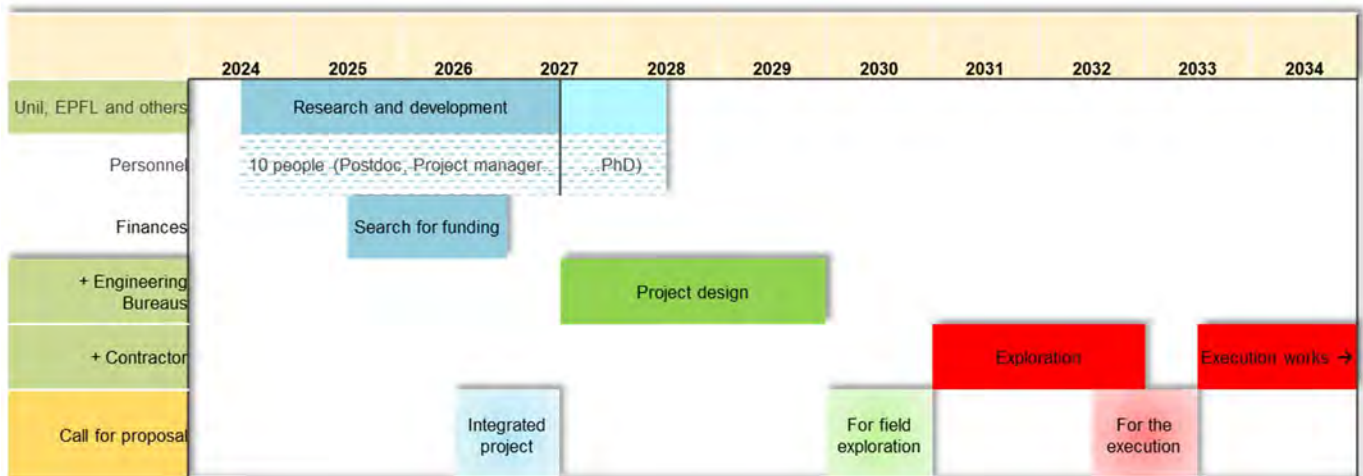 2024 2025 2026 2027 2028 2029 2030 2031 2032 2033 2034
Unil, EPFL and others
Research and development
Personnel
10 people (Postdoc, Project manager...
...PhD)
Finances
Search for funding
+ Engineering
Bureaus
Project design
+ Contractor
Exploration
Execution works →
Call for proposal
Integrated
project
For field
exploration
For the
execution